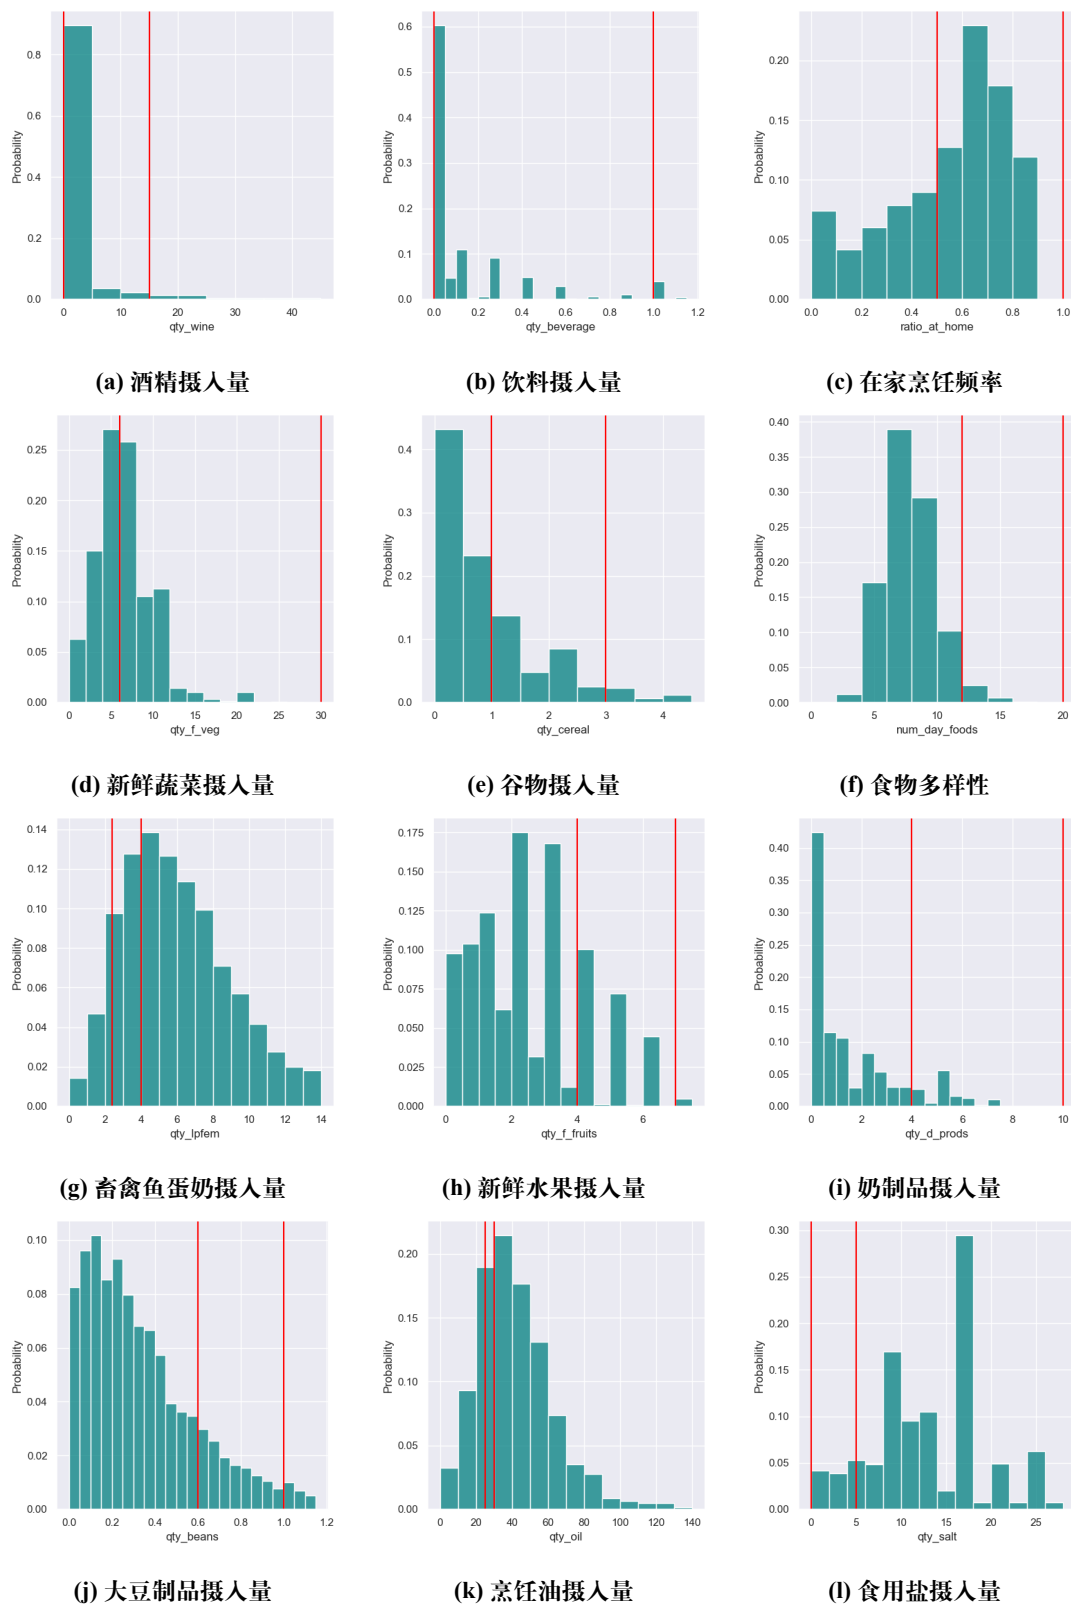 0.8
0.6
0.4
0.2
0.0
Probability
0 10 20 30 40
qty_wine
0.6
0.5
0.4
0.3
0.2
0.1
0.0
Probability
0.0 0.2 0.4 0.6 0.8 1.0 1.2
qty_beverage
0.20
0.15
0.10
0.05
0.00
Probability
0.0 0.2 0.4 0.6 0.8 1.0
ratio_at_home
(a) 酒精摄入量
(b) 饮料摄入量
(c) 在家烹饪频率
0.25
0.20
0.15
0.10
0.05
0.00
Probability
0 5 10 15 20 25 30
qty_f_veg
0.4
0.3
0.2
0.1
0.0
Probability
0 1 2 3 4
qty_cereal
0.40
0.35
0.30
0.25
0.20
0.15
0.10
0.05
0.00
Probability
0 5 10 15 20
num_day_foods
(d) 新鲜蔬菜摄入量
(e) 谷物摄入量
(f) 食物多样性
0.14
0.12
0.10
0.08
0.06
0.04
0.02
0.00
Probability
0 2 4 6 8 10 12 14
qty_lpfem
0.175
0.150
0.125
0.100
0.075
0.050
0.025
0.000
Probability
0 2 4 6
qty_f_fruits
0.40
0.35
0.30
0.25
0.20
0.15
0.10
0.05
0.00
Probability
0 2 4 6 8 10
qty_d_prods
(g) 畜禽鱼蛋奶摄入量
(h) 新鲜水果摄入量
(i) 奶制品摄入量
0.10
0.08
0.06
0.04
0.02
0.00
Probability
0.0 0.2 0.4 0.6 0.8 1.0 1.2
qty_beans
0.20
0.15
0.10
0.05
0.00
Probability
0 20 40 60 80 100 120 140
qty_oil
0.30
0.25
0.20
0.15
0.10
0.05
0.00
Probability
0 5 10 15 20 25
qty_salt
(j) 大豆制品摄入量
(k) 烹饪油摄入量
(l) 食用盐摄入量